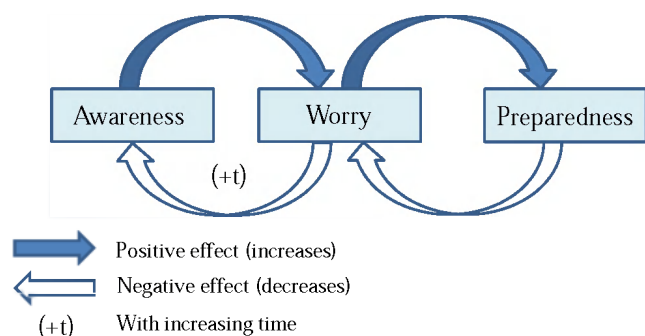 Awareness
Worry
Preparedness
(+t)
Positive effect (increases)
Negative effect (decreases)
(+t) With increasing time